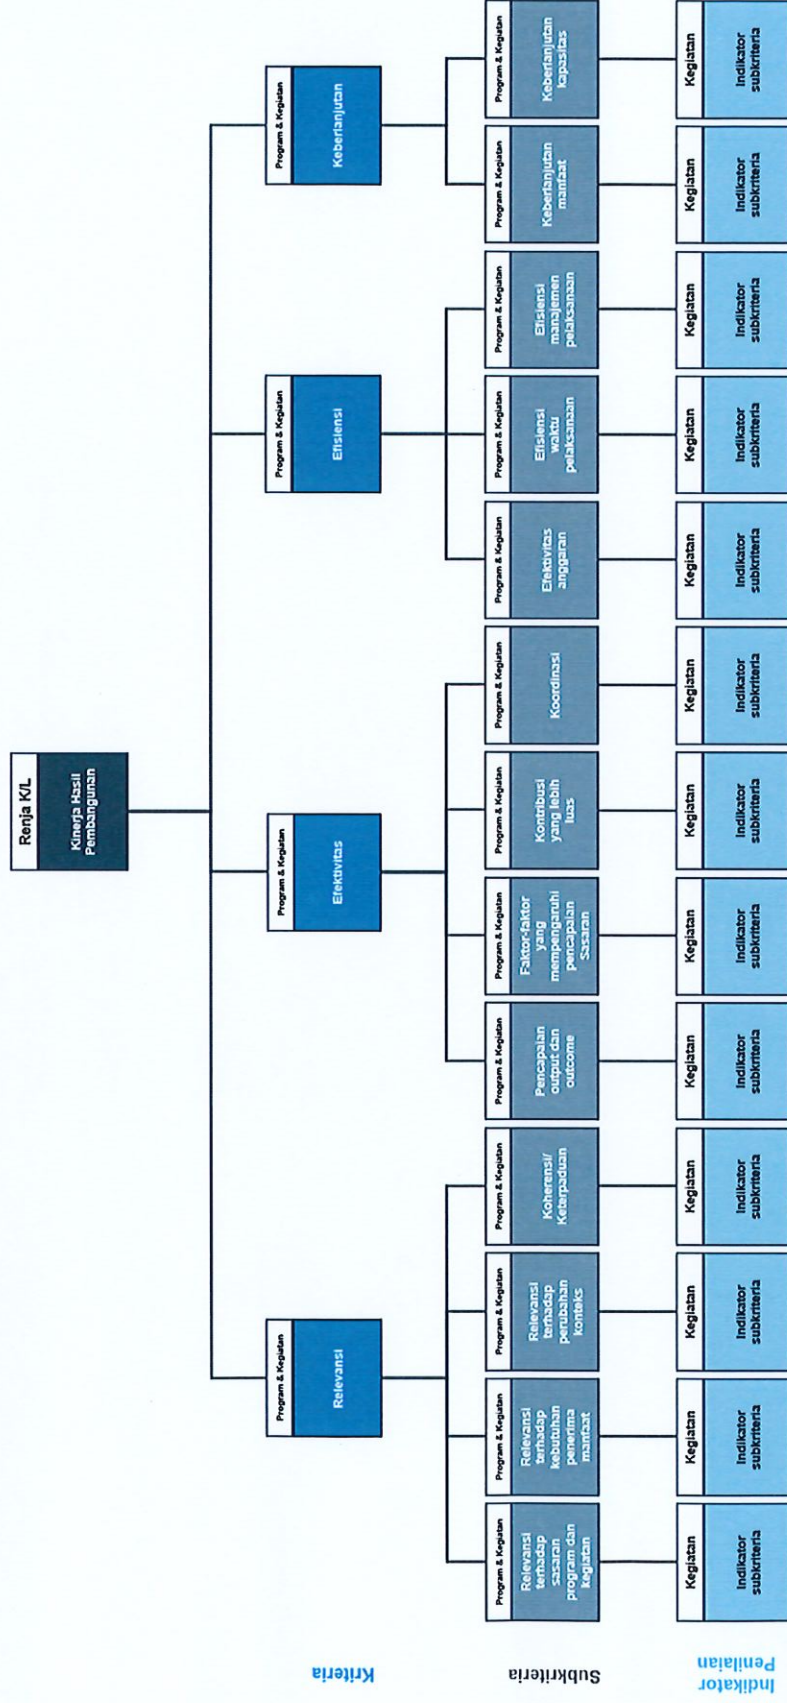 Renja K/L
Kinerja Hasil
Pembangunan
Kriteria
Program & Kegiatan
Relevansi
Program & Kegiatan
Efektivitas
Program & Kegiatan
Efisiensi
Program & Kegiatan
Keberlanjutan
Subkriteria
Program & Kegiatan
Relevansi
terhadap
sasaran
program dan
kegiatan
Program & Kegiatan
Relevansi
terhadap
kebutuhan
penerima
manfaat
Program & Kegiatan
Relevansi
terhadap
perubahan
konteks
Program & Kegiatan
Koherensi/
Keterpaduan
Program & Kegiatan
Pencapaian
output dan
outcome
Program & Kegiatan
Faktor-faktor
yang
mempengaruhi
pencapaian
Sasaran
Program & Kegiatan
Kontribusi
yang lebih
luas
Program & Kegiatan
Koordinasi
Program & Kegiatan
Efektivitas
anggaran
Program & Kegiatan
Efisiensi
waktu
pelaksanaan
Program & Kegiatan
Efisiensi
manajemen
pelaksanaan
Program & Kegiatan
Keberlanjutan
manfaat
Program & Kegiatan
Keberlanjutan
kapasitas
Indikator
Penilaian
Kegiatan
Indikator
subkriteria
Kegiatan
Indikator
subkriteria
Kegiatan
Indikator
subkriteria
Kegiatan
Indikator
subkriteria
Kegiatan
Indikator
subkriteria
Kegiatan
Indikator
subkriteria
Kegiatan
Indikator
subkriteria
Kegiatan
Indikator
subkriteria
Kegiatan
Indikator
subkriteria
Kegiatan
Indikator
subkriteria
Kegiatan
Indikator
subkriteria
Kegiatan
Indikator
subkriteria
Kegiatan
Indikator
subkriteria